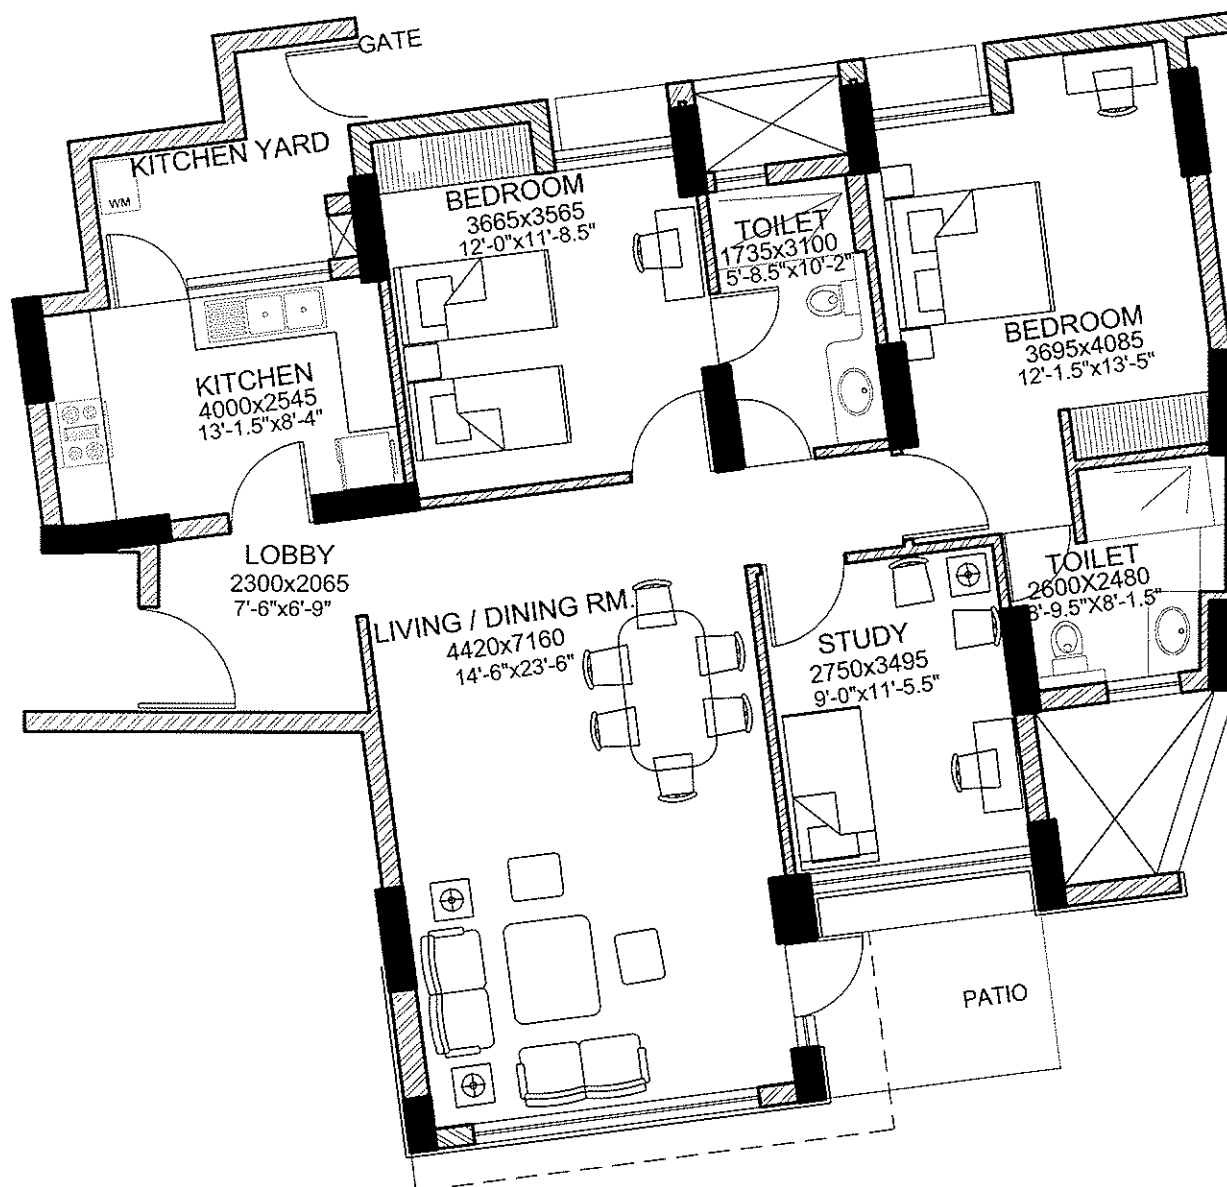 GATE
KITCHEN YARD
WM
BEDROOM
3665x3565
12'-0"x11'-8.5"
TOILET
1735x3100
5'-8.5"x10'-2"
BEDROOM
3695x4085
12'-1.5"x13'-5"
KITCHEN
4000x2545
13'-1.5"x8'-4"
LOBBY
2300x2065
7'-6"x6'-9"
LIVING / DINING RM.
4420x7160
14'-6"x23'-6"
STUDY
2750x3495
9'-0"x11'-5.5"
TOILET
2600X2480
8'-9.5"X8'-1.5"
PATIO